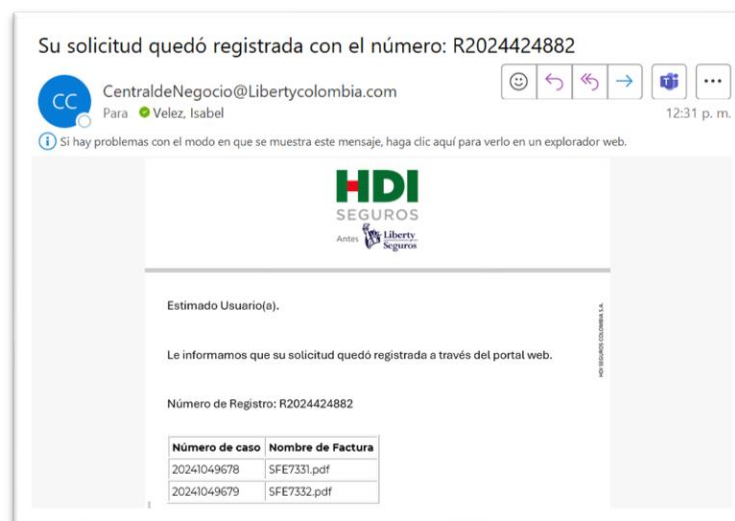 Su solicitud quedó registrada con el número: R2024424882
CC
CentraldeNegocio@Libertycolombia.com
Para Velez, Isabel
12:31 p. m.
Si hay problemas con el modo en que se muestra este mensaje, haga clic aquí para verlo en un explorador web.
HDI
SEGUROS
Antes Liberty
Seguros
Estimado Usuario(a).
HDI SEGUROS COLOMBIA S.A.
Le informamos que su solicitud quedó registrada a través del portal web.
Número de Registro: R2024424882
Número de caso Nombre de Factura
20241049678 SFE7331.pdf
20241049679 SFE7332.pdf